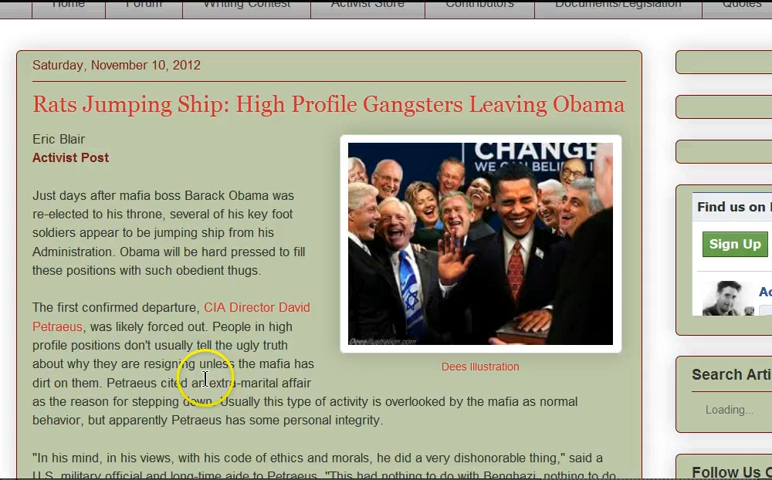 Home Forum Writing Contest Activist Store Contributors Documents/Legislation Quotes
Saturday, November 10, 2012
Rats Jumping Ship: High Profile Gangsters Leaving Obama
Eric Blair
Activist Post
Just days after mafia boss Barack Obama was
re-elected to his throne, several of his key foot
soldiers appear to be jumping ship from his
Administration. Obama will be hard pressed to fill
these positions with such obedient thugs.
The first confirmed departure, CIA Director David
Petraeus, was likely forced out. People in high
profile positions don't usually tell the ugly truth
about why they are resigning unless the mafia has
dirt on them. Petraeus cited an extra-marital affair
as the reason for stepping down. Usually this type of activity is overlooked by the mafia as normal
behavior, but apparently Petraeus has some personal integrity.
"In his mind, in his views, with his code of ethics and morals, he did a very dishonorable thing," said a
U.S. military official and long-time aide to Petraeus. "This had nothing to do with Benghazi, nothing to do
CHANGE
WE CAN BELIE
Deesillustration.com
Dees Illustration
Find us on
Sign Up
Search Arti
Loading...
Follow Us